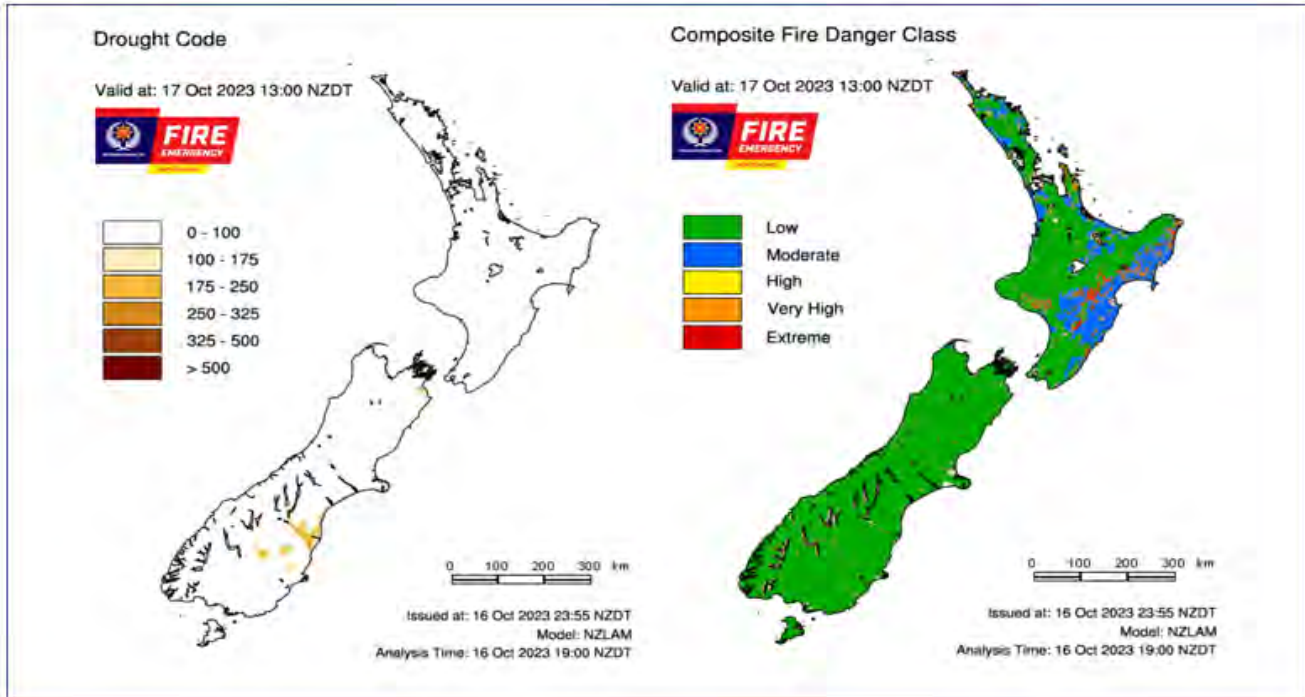 Drought Code
Valid at: 17 Oct 2023 13:00 NZDT
FIRE
EMERGENCY
0 - 100
100 - 175
175 - 250
250 - 325
325 - 500
> 500
0 100 200 300 km
Issued at: 16 Oct 2023 23:55 NZDT
Model: NZLAM
Analysis Time: 16 Oct 2023 19:00 NZDT
Composite Fire Danger Class
Valid at: 17 Oct 2023 13:00 NZDT
FIRE
EMERGENCY
Low
Moderate
High
Very High
Extreme
0 100 200 300 km
Issued at: 16 Oct 2023 23:55 NZDT
Model: NZLAM
Analysis Time: 16 Oct 2023 19:00 NZDT